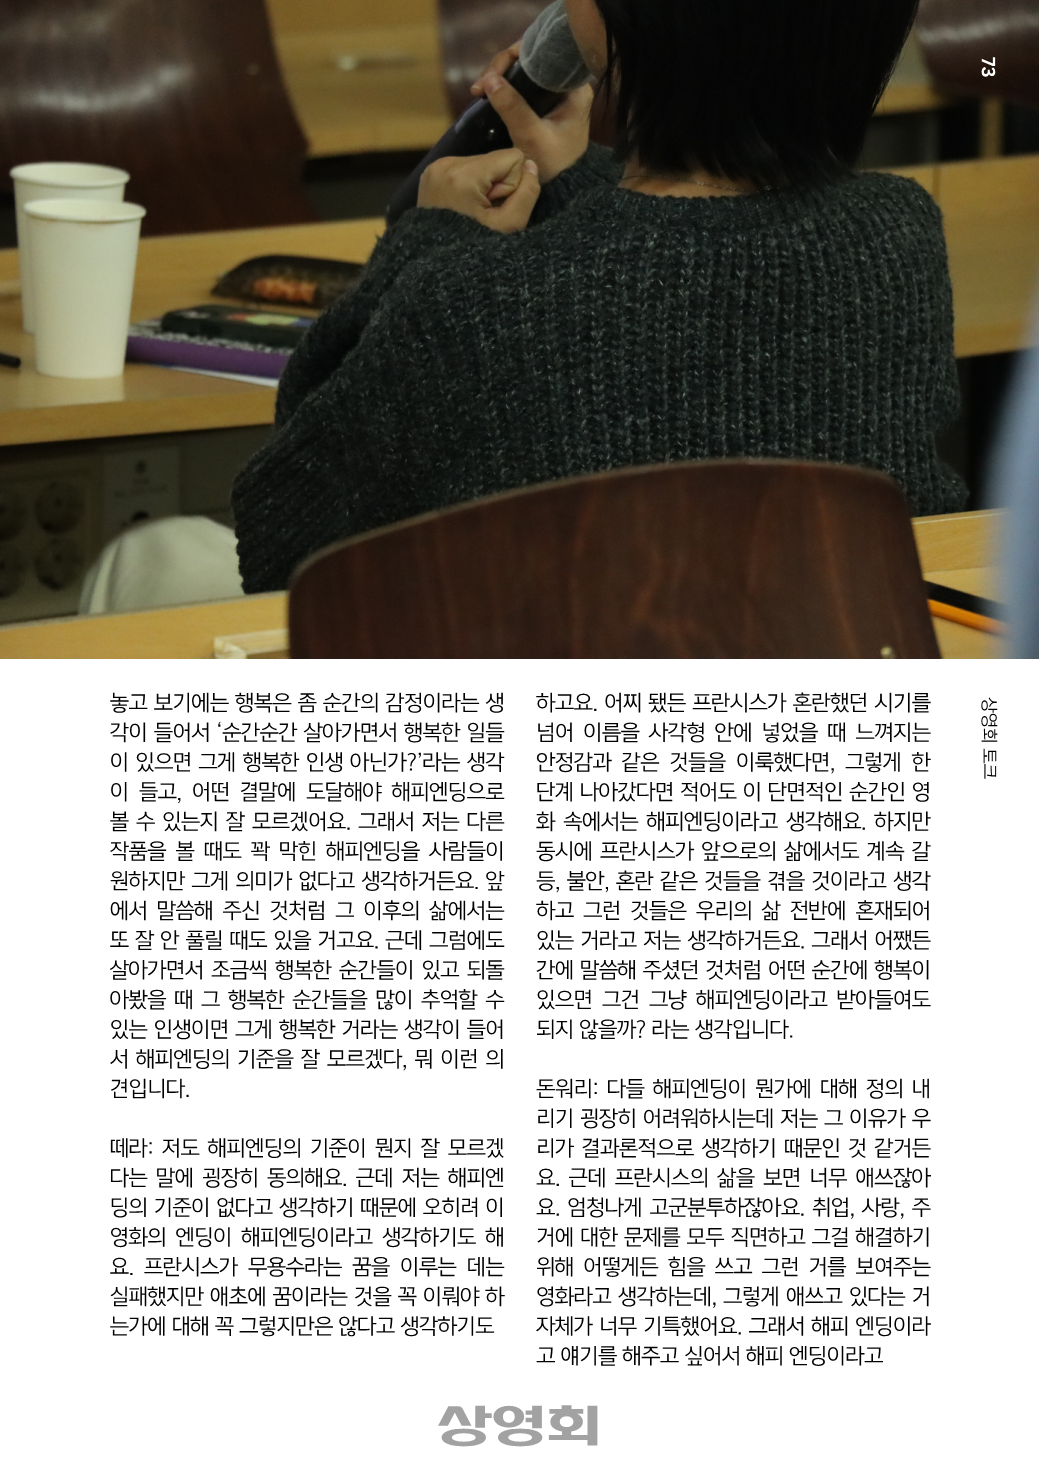 73
놓고 보기에는 행복은 좀 순간의 감정이라는 생
각이 들어서 ‘순간순간 살아가면서 행복한 일들
이 있으면 그게 행복한 인생 아닌가?’라는 생각
이 들고, 어떤 결말에 도달해야 해피엔딩으로
볼 수 있는지 잘 모르겠어요. 그래서 저는 다른
작품을 볼 때도 꽉 막힌 해피엔딩을 사람들이
원하지만 그게 의미가 없다고 생각하거든요. 앞
에서 말씀해 주신 것처럼 그 이후의 삶에서는
또 잘 안 풀릴 때도 있을 거고요. 근데 그럼에도
살아가면서 조금씩 행복한 순간들이 있고 되돌
아봤을 때 그 행복한 순간들을 많이 추억할 수
있는 인생이면 그게 행복한 거라는 생각이 들어
서 해피엔딩의 기준을 잘 모르겠다, 뭐 이런 의
견입니다.
떼라: 저도 해피엔딩의 기준이 뭔지 잘 모르겠
다는 말에 굉장히 동의해요. 근데 저는 해피엔
딩의 기준이 없다고 생각하기 때문에 오히려 이
영화의 엔딩이 해피엔딩이라고 생각하기도 해
요. 프란시스가 무용수라는 꿈을 이루는 데는
실패했지만 애초에 꿈이라는 것을 꼭 이뤄야 하
는가에 대해 꼭 그렇지만은 않다고 생각하기도
하고요. 어찌 됐든 프란시스가 혼란했던 시기를
넘어 이름을 사각형 안에 넣었을 때 느껴지는
안정감과 같은 것들을 이룩했다면, 그렇게 한
단계 나아갔다면 적어도 이 단면적인 순간인 영
화 속에서는 해피엔딩이라고 생각해요. 하지만
동시에 프란시스가 앞으로의 삶에서도 계속 갈
등, 불안, 혼란 같은 것들을 겪을 것이라고 생각
하고 그런 것들은 우리의 삶 전반에 혼재되어
있는 거라고 저는 생각하거든요. 그래서 어쨌든
간에 말씀해 주셨던 것처럼 어떤 순간에 행복이
있으면 그건 그냥 해피엔딩이라고 받아들여도
되지 않을까? 라는 생각입니다.
돈워리: 다들 해피엔딩이 뭔가에 대해 정의 내
리기 굉장히 어려워하시는데 저는 그 이유가 우
리가 결과론적으로 생각하기 때문인 것 같거든
요. 근데 프란시스의 삶을 보면 너무 애쓰잖아
요. 엄청나게 고군분투하잖아요. 취업, 사랑, 주
거에 대한 문제를 모두 직면하고 그걸 해결하기
위해 어떻게든 힘을 쓰고 그런 거를 보여주는
영화라고 생각하는데, 그렇게 애쓰고 있다는 거
자체가 너무 기특했어요. 그래서 해피 엔딩이라
고 얘기를 해주고 싶어서 해피 엔딩이라고
상영회 토크
상영회